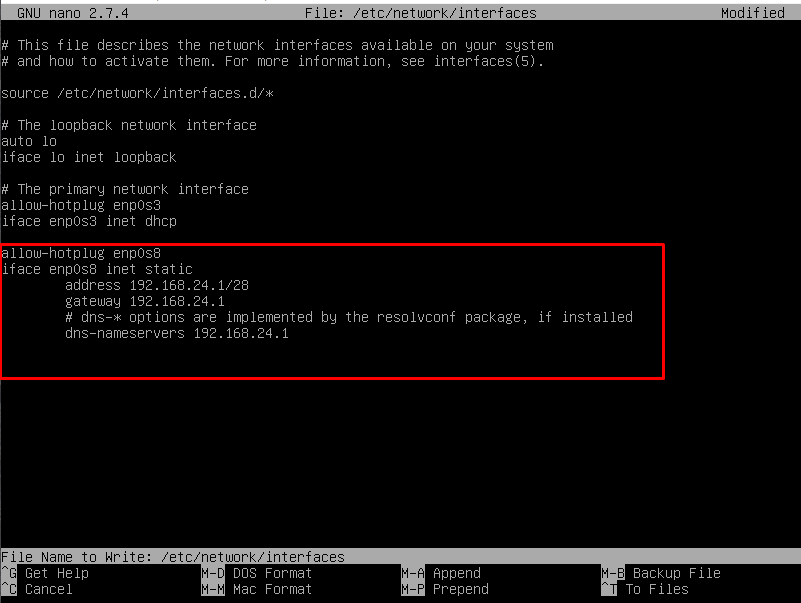 GNU nano 2.7.4 File: /etc/network/interfaces Modified
# This file describes the network interfaces available on your system
# and how to activate them. For more information, see interfaces(5).
source /etc/network/interfaces.d/*
# The loopback network interface
auto lo
iface lo inet loopback
# The primary network interface
allow-hotplug enp0s3
iface enp0s3 inet dhcp
allow-hotplug enp0s8
iface enp0s8 inet static
address 192.168.24.1/28
gateway 192.168.24.1
# dns-* options are implemented by the resolvconf package, if installed
dns-nameservers 192.168.24.1
File Name to Write: /etc/network/interfaces
^G Get Help M-D DOS Format M-A Append M-B Backup File
^C Cancel M-M Mac Format M-P Prepend ^T To Files